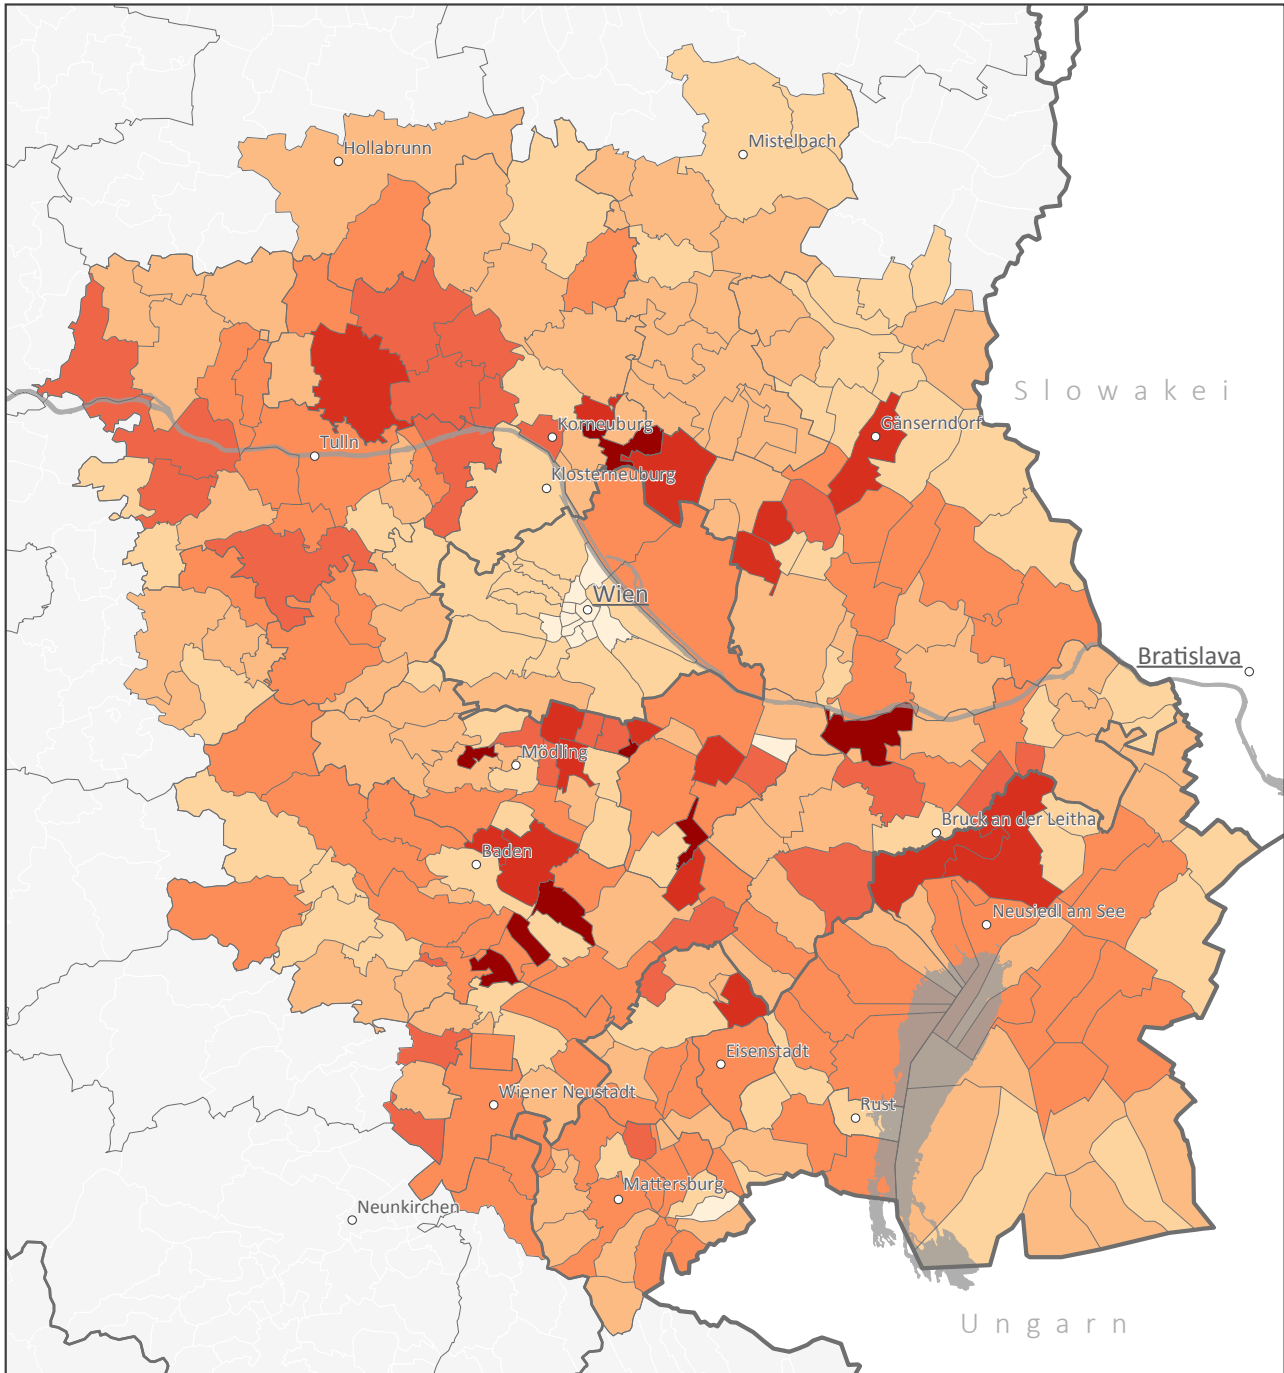 Mistelbach
Hollabrunn
Slowakei
Korneuburg
Gänserndorf
Tulln
Klosterneuburg
Wien
Bratislava
Mödling
Bruck an der Leitha
Baden
Neusiedl am See
Eisenstadt
Wiener Neustadt
Rust
Mattersburg
Neunkirchen
Ungarn